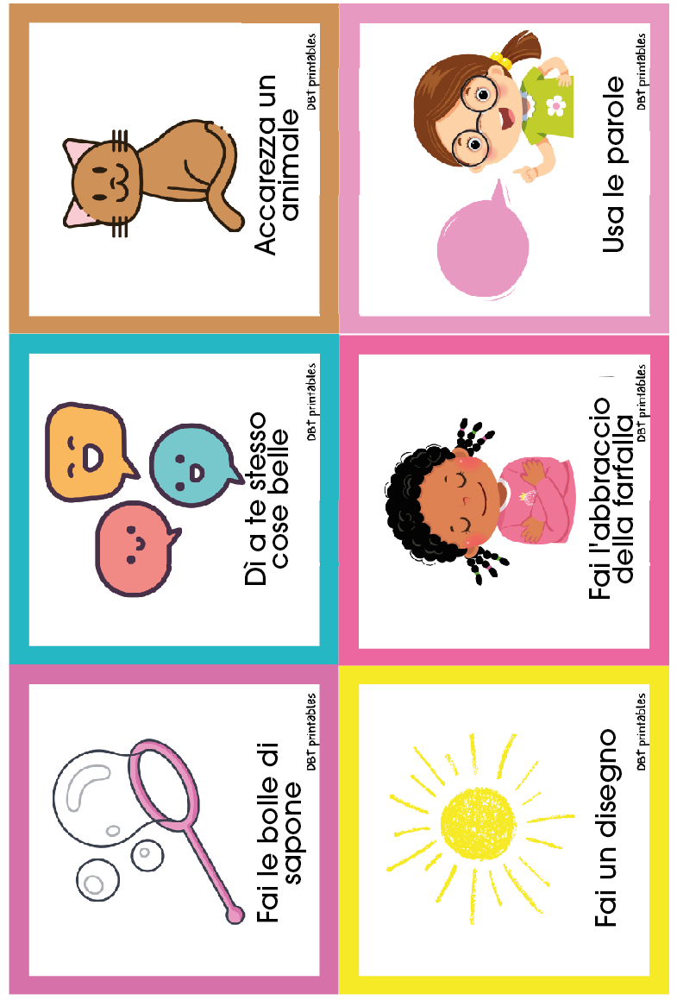 Fai le bolle di
sapone
DBT printables
Dì a te stesso
cose belle
DBT printables
Accarezza un
animale
DBT printables
Fai un disegno
DBT printables
Fai l'abbraccio
della farfalla
DBT printables
Usa le parole
DBT printables